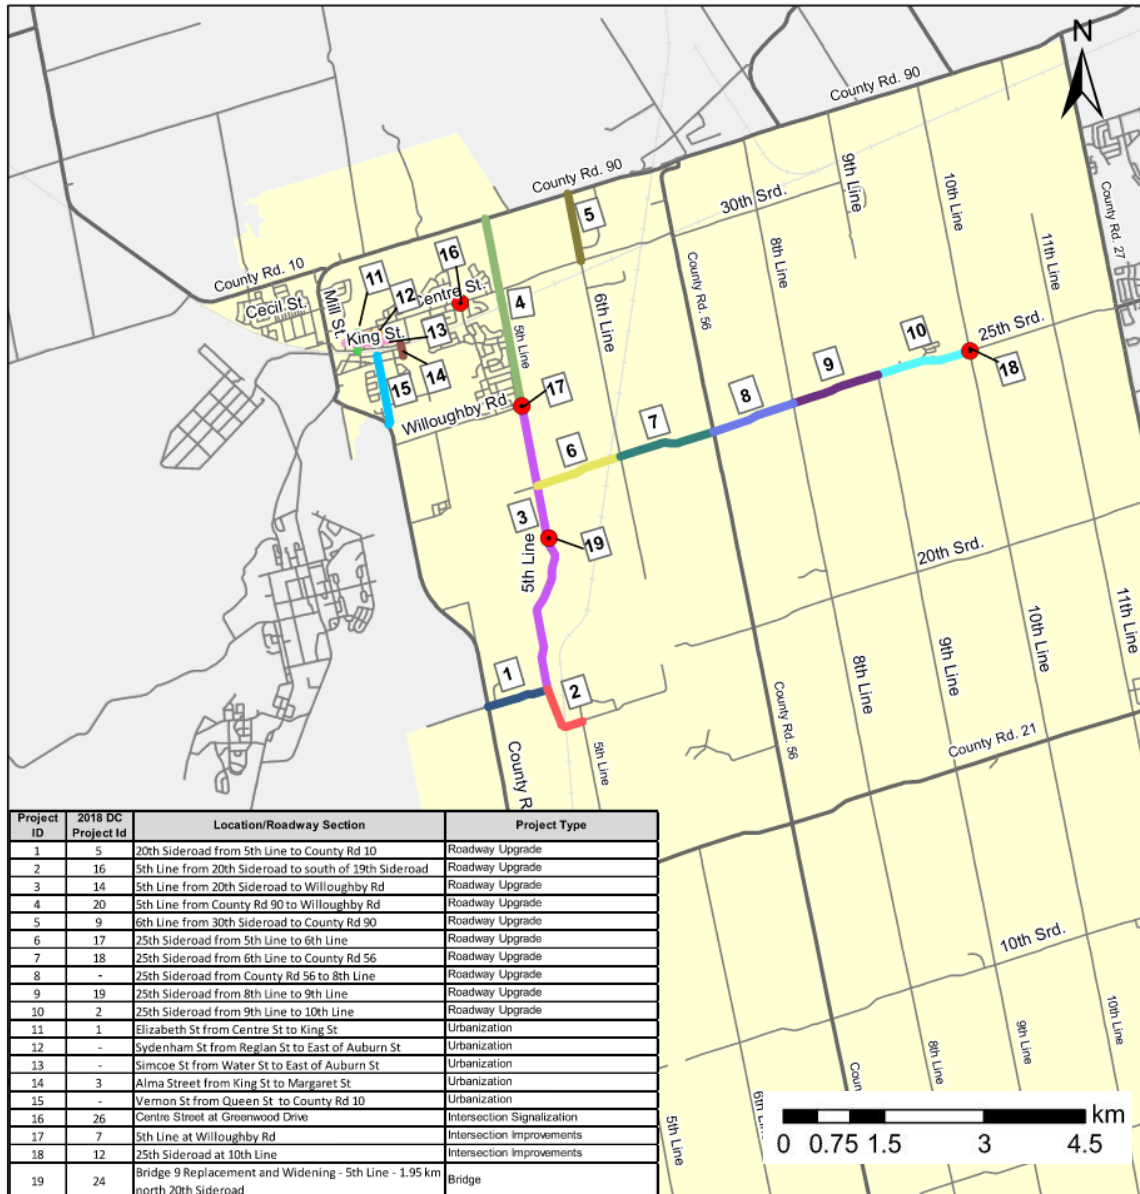 N
County Rd. 90
County Rd. 90
9th Line
30th Srd.
10th Line
County Rd. 27
5
16
County Rd. 10
11
11th Line
8th Line
County Rd. 56
Centre St.
12
Cecil St.
Mill St.
4
6th Line
King St.
13
5th Line
10
25th Srd.
9
18
14
15
17
8
Willoughby Rd
7
6
3
19
5th Line
20th Srd.
11th Line
10th Line
9th Line
8th Line
1
2
County Rd. 56
5th Line
County Rd. 21
County R
10th Srd.
10th Line
9th Line
8th Line
Coun
6th
5th Line
km
0 0.75 1.5 3 4.5
Project ID 2018 DC Project Id Location/Roadway Section Project Type
1 5 20th Sideroad from 5th Line to County Rd 10 Roadway Upgrade
2 16 5th Line from 20th Sideroad to south of 19th Sideroad Roadway Upgrade
3 14 5th Line from 20th Sideroad to Willoughby Rd Roadway Upgrade
4 20 5th Line from County Rd 90 to Willoughby Rd Roadway Upgrade
5 9 6th Line from 30th Sideroad to County Rd 90 Roadway Upgrade
6 17 25th Sideroad from 5th Line to 6th Line Roadway Upgrade
7 18 25th Sideroad from 6th Line to County Rd 56 Roadway Upgrade
8 - 25th Sideroad from County Rd 56 to 8th Line Roadway Upgrade
9 19 25th Sideroad from 8th Line to 9th Line Roadway Upgrade
10 2 25th Sideroad from 9th Line to 10th Line Roadway Upgrade
11 1 Elizabeth St from Centre St to King St Urbanization
12 - Sydenham St from Reglan St to East of Auburn St Urbanization
13 - Simcoe St from Water St to East of Auburn St Urbanization
14 3 Alma Street from King St to Margaret St Urbanization
15 - Vernon St from Queen St to County Rd 10 Urbanization
16 26 Centre Street at Greenwood Drive Intersection Signalization
17 7 5th Line at Willoughby Rd Intersection Improvements
18 12 25th Sideroad at 10th Line Intersection Improvements
19 24 Bridge 9 Replacement and Widening - 5th Line - 1.95 km
north 20th Sideroad Bridge